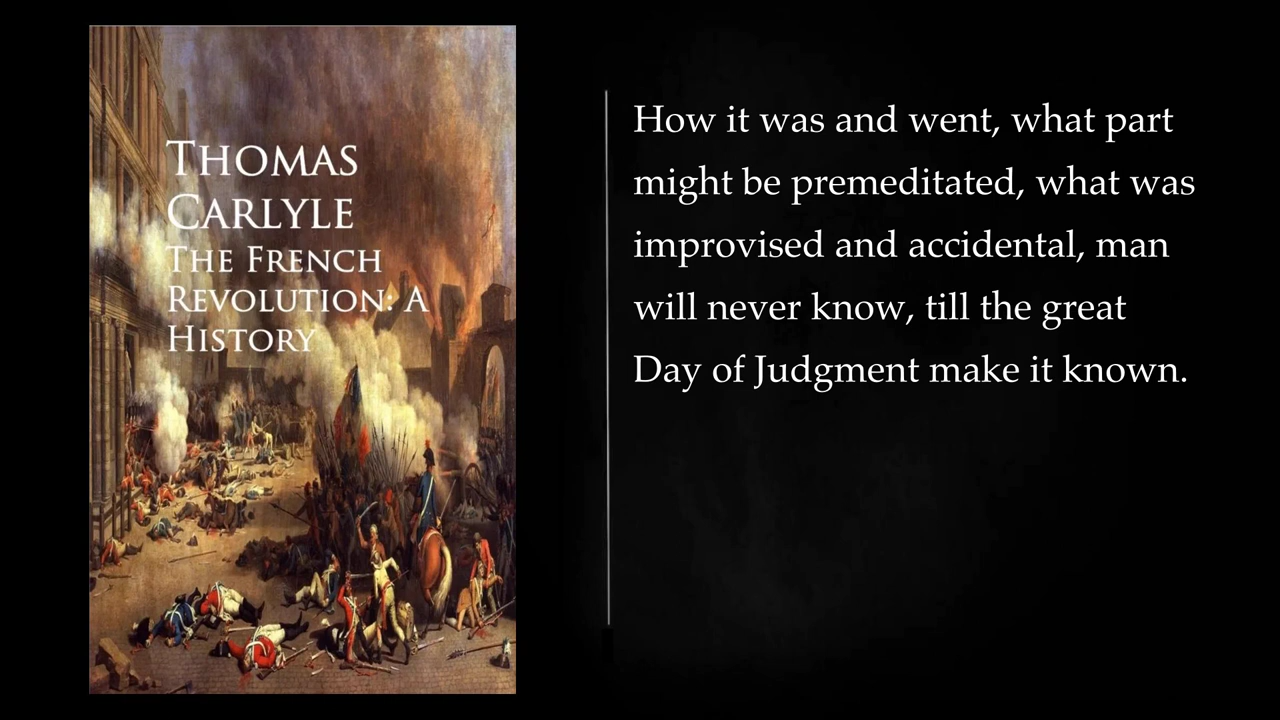 THOMAS
CARLYLE
THE FRENCH
REVOLUTION: A
HISTORY
How it was and went, what part
might be premeditated, what was
improvised and accidental, man
will never know, till the great
Day of Judgment make it known.